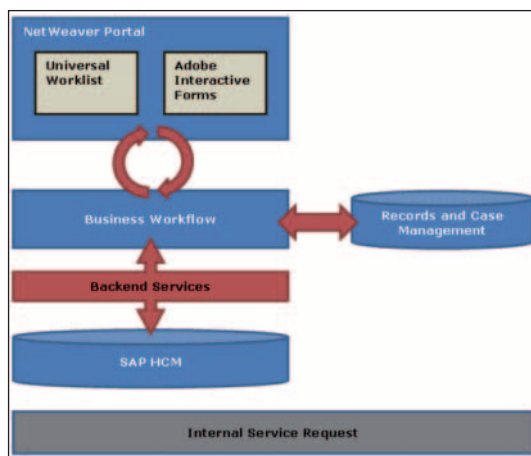 NetWeaver Portal
Universal
Worklist
Adobe
Interactive
Forms
Business Workflow
Records and Case
Management
Backend Services
SAP HCM
Internal Service Request